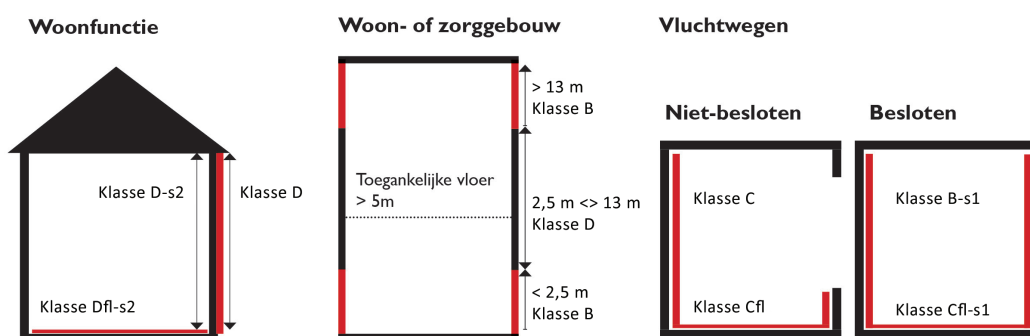 Woonfunctie
Klasse D-s2
Klasse D
Klasse Dfl-s2
Woon- of zorggebouw
> 13 m
Klasse B
Toegankelijke vloer
> 5m
2,5 m <> 13 m
Klasse D
< 2,5 m
Klasse B
Vluchtwegen
Niet-besloten
Klasse C
Klasse Cfl
Besloten
Klasse B-s1
Klasse Cfl-s1